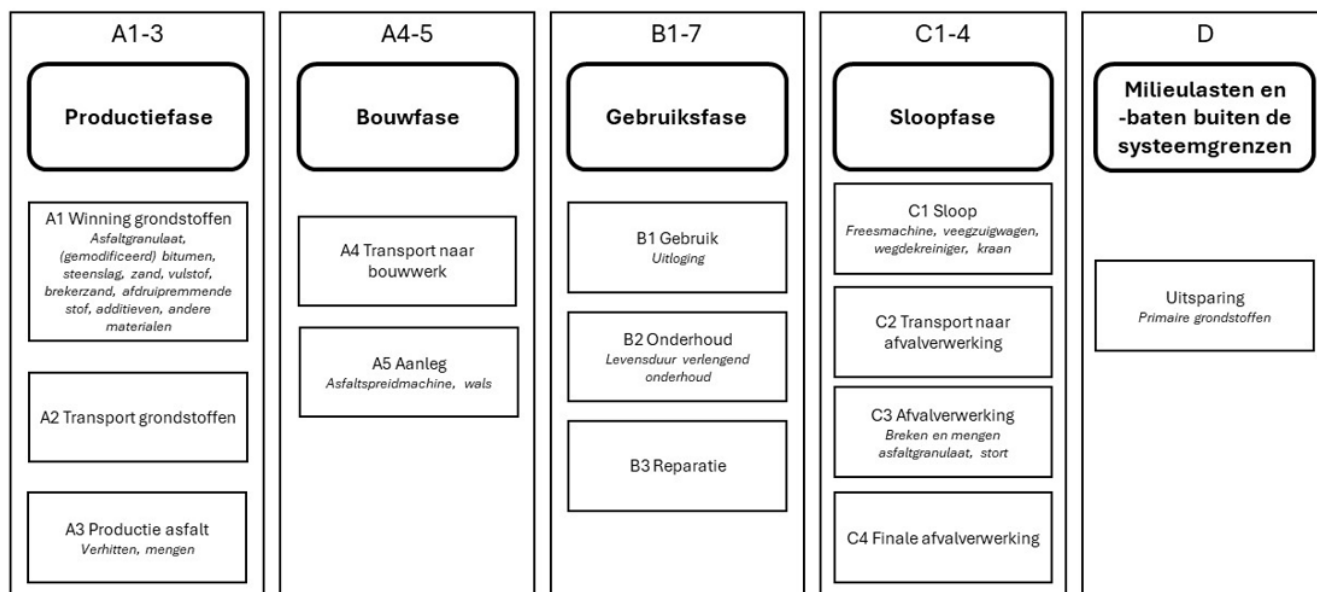 A1-3
Productiefase
A1 Winning grondstoffen
Asfaltgranulaat,
(gemodificeerd) bitumen,
steenslag, zand, vulstof,
brekerzand, afdruipremmende
stof, additieven, andere
materialen
A2 Transport grondstoffen
A3 Productie asfalt
Verhitten, mengen
A4-5
Bouwfase
A4 Transport naar
bouwwerk
A5 Aanleg
Asfaltspreidmachine, wals
B1-7
Gebruiksfase
B1 Gebruik
Uitloging
B2 Onderhoud
Levensduur verlengend
onderhoud
B3 Reparatie
C1-4
Sloopfase
C1 Sloop
Freesmachine, veegzuigwagen,
wegdekreiniger, kraan
C2 Transport naar
afvalverwerking
C3 Afvalverwerking
Breken en mengen
asfaltgranulaat, stort
C4 Finale afvalverwerking
D
Milieulasten en
-baten buiten de
systeemgrenzen
Uitsparing
Primaire grondstoffen